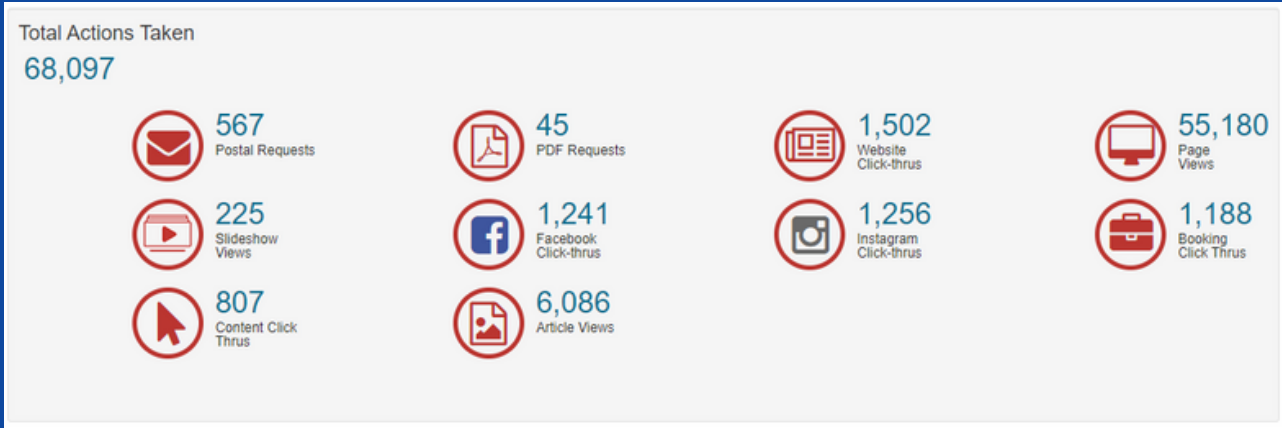 Total Actions Taken
68,097
567
Postal Requests
45
PDF Requests
1,502
Website
Click-thrus
55,180
Page
Views
225
Slideshow
Views
1,241
Facebook
Click-thrus
1,256
Instagram
Click-thrus
1,188
Booking
Click Thrus
807
Content Click
Thrus
6,086
Article Views